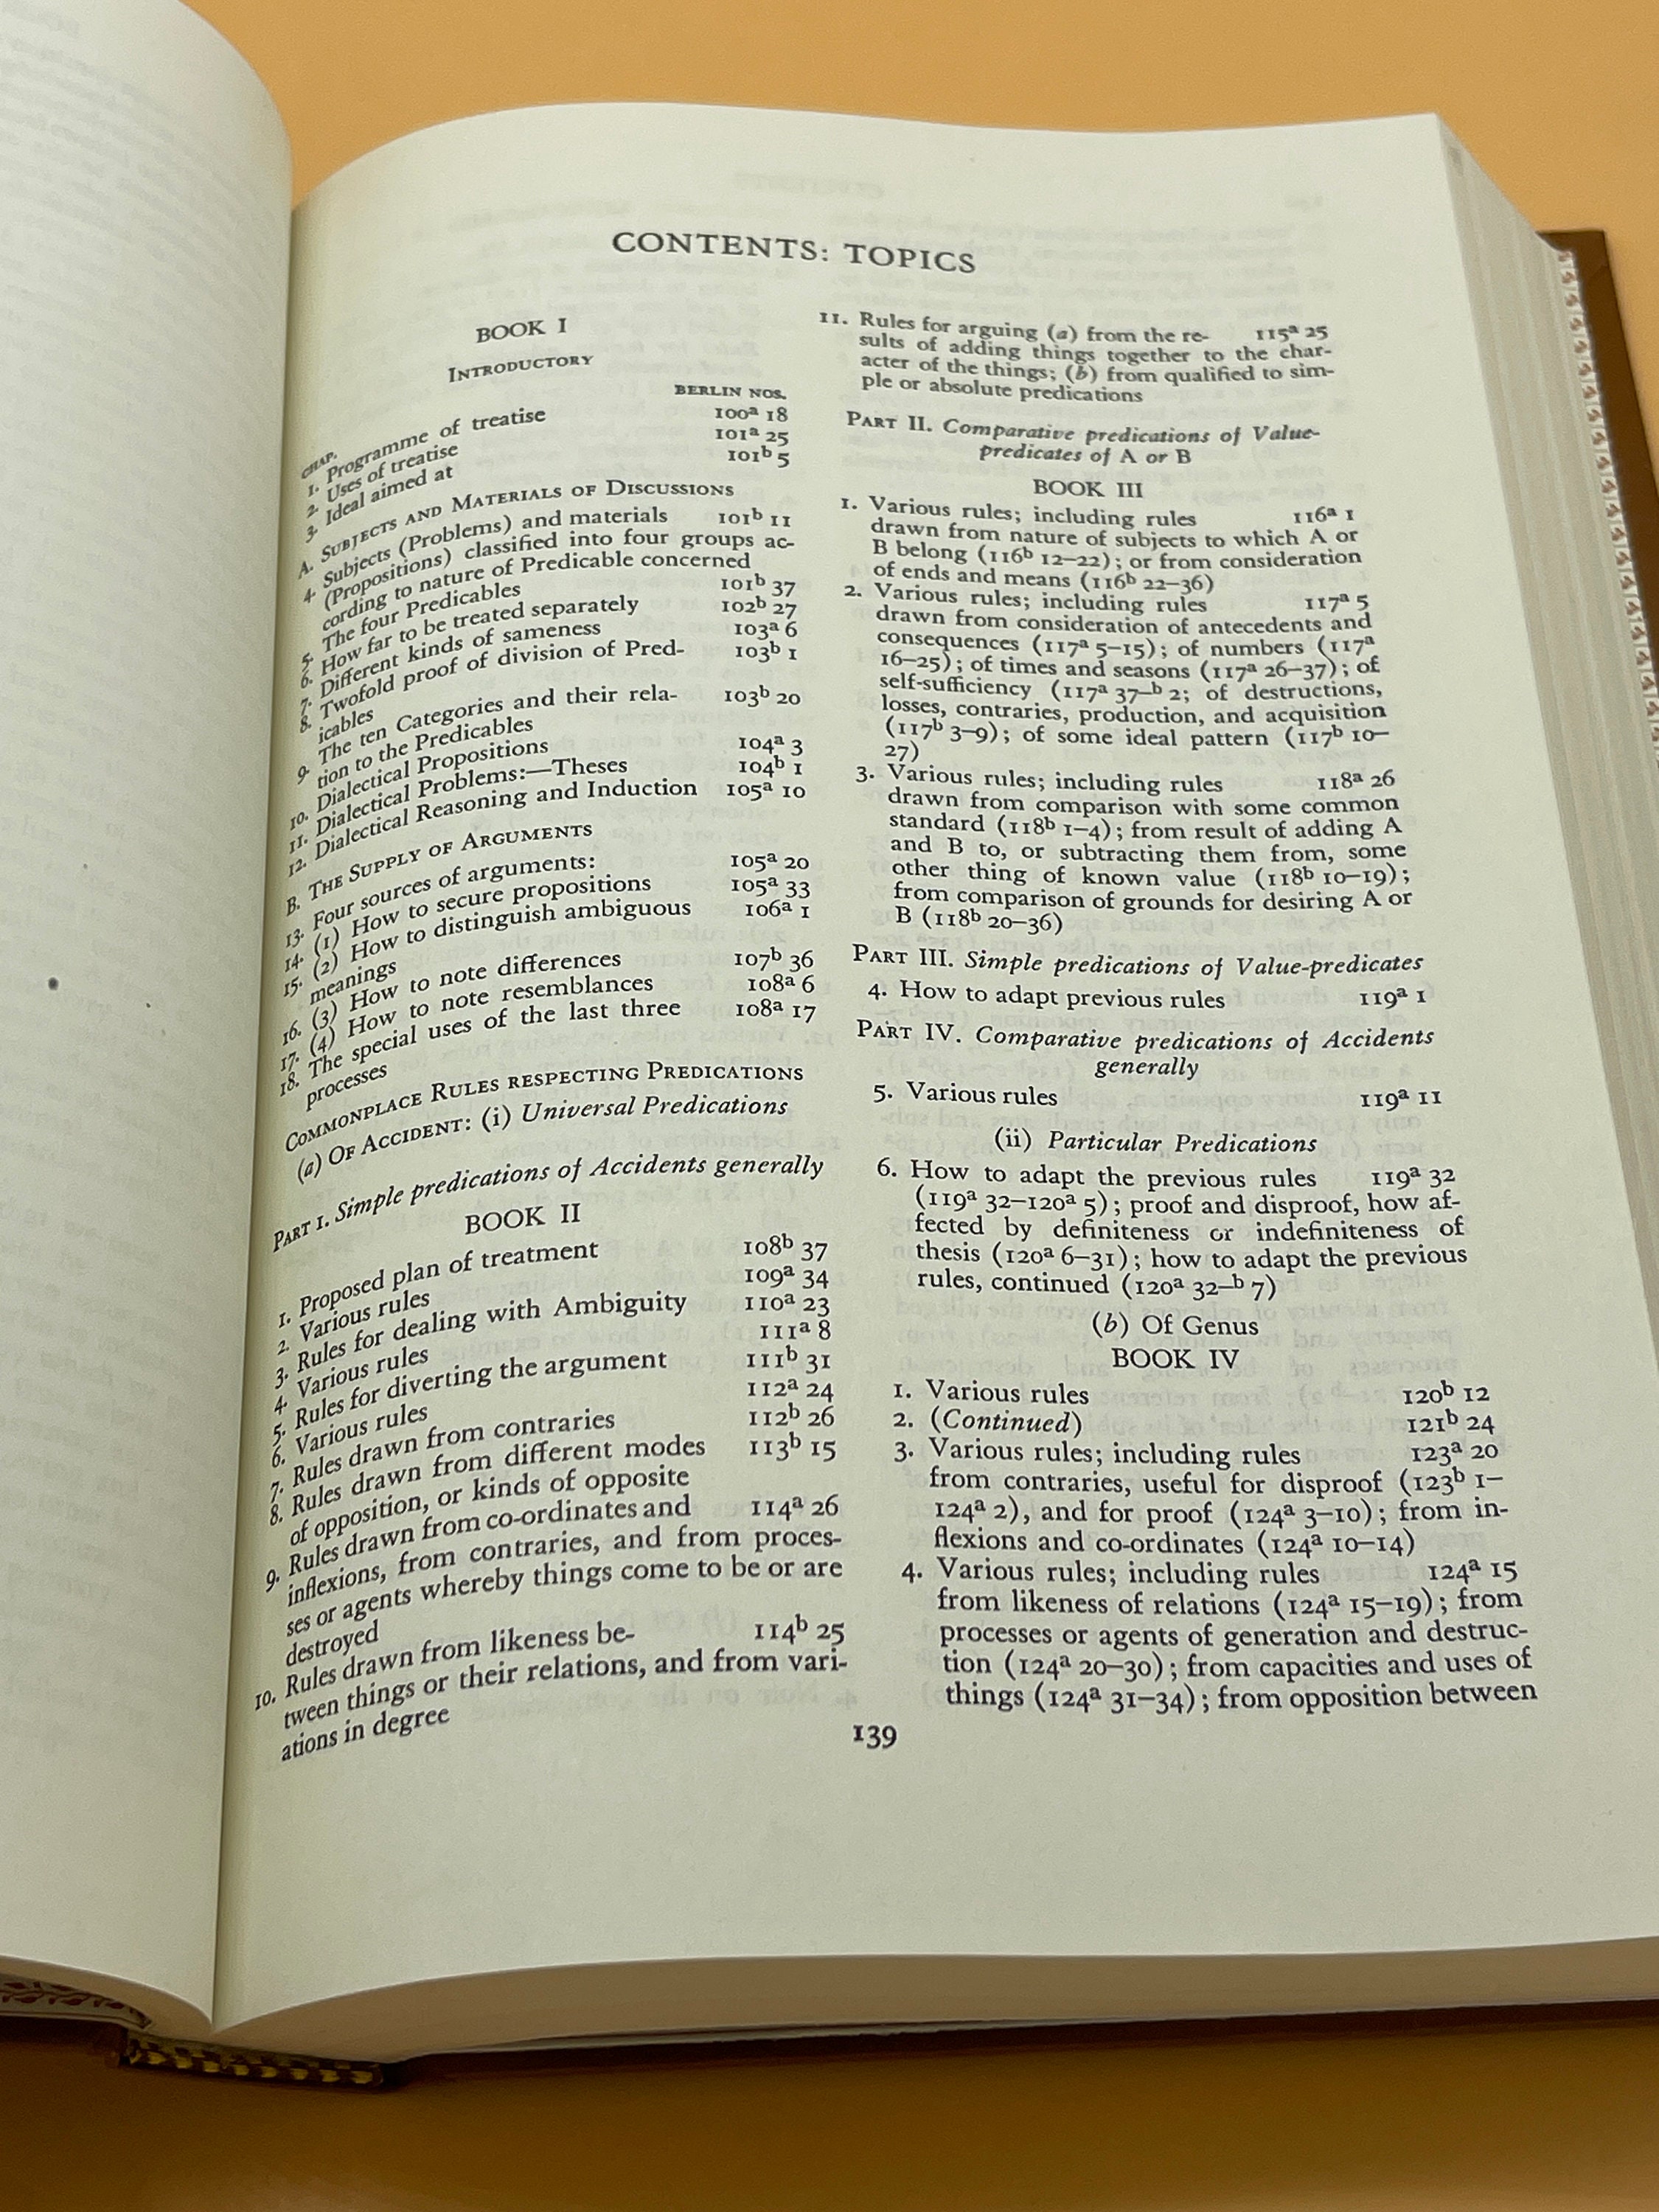 CONTENTS: TOPICS
BOOK I
INTRODUCTORY
BERLIN NOS.
CHAP.
1. Programme of treatise 100ᵃ 18
2. Uses of treatise 101ᵃ 25
3. Ideal aimed at 101ᵇ 5
A. SUBJECTS AND MATERIALS OF DISCUSSIONS
4. Subjects (Problems) and materials 101ᵇ 11
(Propositions) classified into four groups ac-
cording to nature of Predicable concerned
5. The four Predicables 101ᵇ 37
6. How far to be treated separately 102ᵇ 27
7. Different kinds of sameness 103ᵃ 6
8. Twofold proof of division of Pred- 103ᵇ 1
icables
9. The ten Categories and their rela- 103ᵇ 20
tion to the Predicables
10. Dialectical Propositions 104ᵃ 3
11. Dialectical Problems:—Theses 104ᵇ 1
12. Dialectical Reasoning and Induction 105ᵃ 10
B. THE SUPPLY OF ARGUMENTS
13. Four sources of arguments: 105ᵃ 20
14. (1) How to secure propositions 105ᵃ 33
15. (2) How to distinguish ambiguous 106ᵃ 1
meanings
16. (3) How to note differences 107ᵇ 36
17. (4) How to note resemblances 108ᵃ 6
18. The special uses of the last three 108ᵃ 17
processes
COMMONPLACE RULES RESPECTING PREDICATIONS
(a) OF ACCIDENT: (i) Universal Predications
PART I. Simple predications of Accidents generally
BOOK II
1. Proposed plan of treatment 108ᵇ 37
2. Various rules 109ᵃ 34
3. Rules for dealing with Ambiguity 110ᵃ 23
4. Various rules 111ᵃ 8
5. Rules for diverting the argument 111ᵇ 31
6. Various rules 112ᵃ 24
7. Rules drawn from contraries 112ᵇ 26
8. Rules drawn from different modes 113ᵇ 15
of opposition, or kinds of opposite
9. Rules drawn from co-ordinates and 114ᵃ 26
inflexions, from contraries, and from proces-
ses or agents whereby things come to be or are
destroyed
10. Rules drawn from likeness be- 114ᵇ 25
tween things or their relations, and from vari-
ations in degree
11. Rules for arguing (a) from the re- 115ᵃ 25
sults of adding things together to the char-
acter of the things; (b) from qualified to sim-
ple or absolute predications
PART II. Comparative predications of Value-
predicates of A or B
BOOK III
1. Various rules; including rules 116ᵃ 1
drawn from nature of subjects to which A or
B belong (116ᵇ 12–22); or from consideration
of ends and means (116ᵇ 22–36)
2. Various rules; including rules 117ᵃ 5
drawn from consideration of antecedents and
consequences (117ᵃ 5–15); of numbers (117ᵃ
16–25); of times and seasons (117ᵃ 26–37); of
self-sufficiency (117ᵃ 37–ᵇ 2; of destructions,
losses, contraries, production, and acquisition
(117ᵇ 3–9); of some ideal pattern (117ᵇ 10–
27)
3. Various rules; including rules 118ᵃ 26
drawn from comparison with some common
standard (118ᵇ 1–4); from result of adding A
and B to, or subtracting them from, some
other thing of known value (118ᵇ 10–19);
from comparison of grounds for desiring A or
B (118ᵇ 20–36)
PART III. Simple predications of Value-predicates
4. How to adapt previous rules 119ᵃ 1
PART IV. Comparative predications of Accidents
generally
5. Various rules 119ᵃ 11
(ii) Particular Predications
6. How to adapt the previous rules 119ᵃ 32
(119ᵃ 32–120ᵃ 5); proof and disproof, how af-
fected by definiteness or indefiniteness of
thesis (120ᵃ 6–31); how to adapt the previous
rules, continued (120ᵃ 32–ᵇ 7)
(b) Of Genus
BOOK IV
1. Various rules 120ᵇ 12
2. (Continued) 121ᵇ 24
3. Various rules; including rules 123ᵃ 20
from contraries, useful for disproof (123ᵇ 1–
124ᵃ 2), and for proof (124ᵃ 3–10); from in-
flexions and co-ordinates (124ᵃ 10–14)
4. Various rules; including rules 124ᵃ 15
from likeness of relations (124ᵃ 15–19); from
processes or agents of generation and destruc-
tion (124ᵃ 20–30); from capacities and uses of
things (124ᵃ 31–34); from opposition between
139